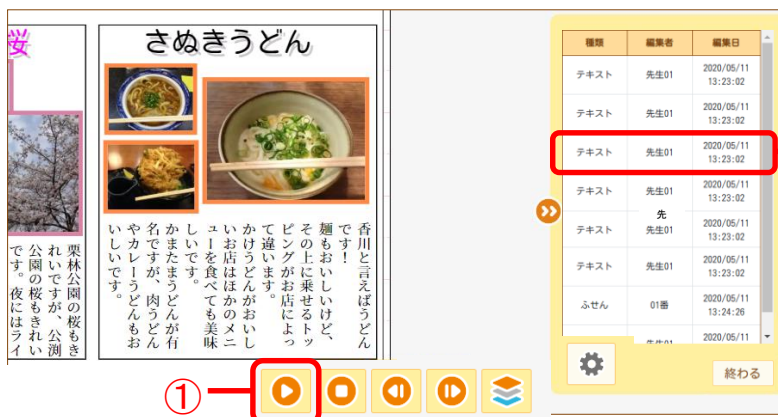 桜
栗林公園の桜もき
れいですが、公渕
公園の桜もきれい
です。夜にはライ
さぬきうどん
香川と言えばうどん
です!
麺もおいしいけど、
その上に乗せるトッ
ピングがお店によっ
て違います。
かけうどんがおいし
いお店はほかのメニ
ューを食べても美味
しいです。
かまたまうどんが有
名ですが、肉うどん
やカレーうどんもお
いしいです。
種類 編集者 編集日
テキスト 先生01 2020/05/11
13:23:02
テキスト 先生01 2020/05/11
13:23:02
テキスト 先生01 2020/05/11
13:23:02
テキスト 先生01 2020/05/11
13:23:02
先
テキスト 先生01 2020/05/11
13:23:02
テキスト 先生01 2020/05/11
13:23:02
ふせん 01番 2020/05/11
13:24:26
2020/05/11
終わる
①